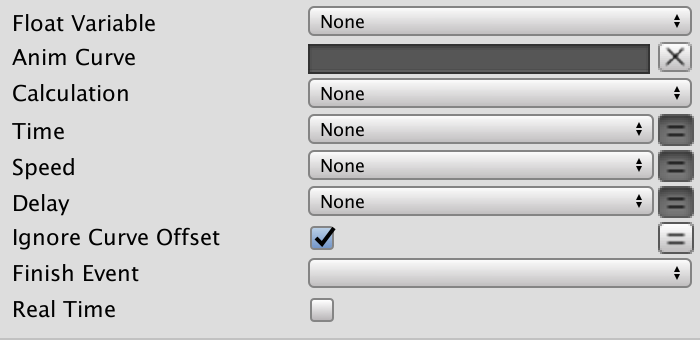 Float Variable None
Anim Curve
Calculation None
Time None
Speed None
Delay None
Ignore Curve Offset
Finish Event
Real Time